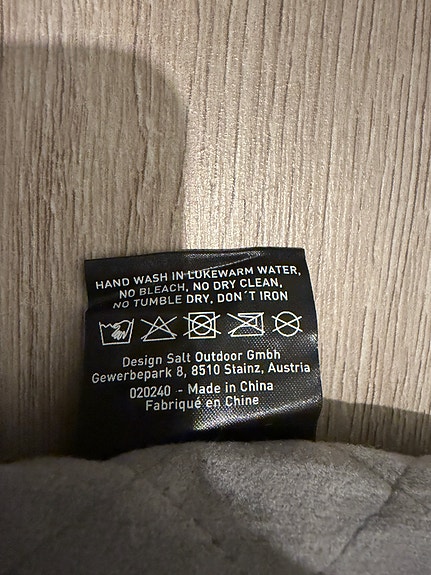 HAND WASH IN LUKEWARM WATER,
NO BLEACH, NO DRY CLEAN,
NO TUMBLE DRY, DON´T IRON
Design Salt Outdoor Gmbh
Gewerbepark 8, 8510 Stainz, Austria
020240 - Made in China
Fabriqué en Chine